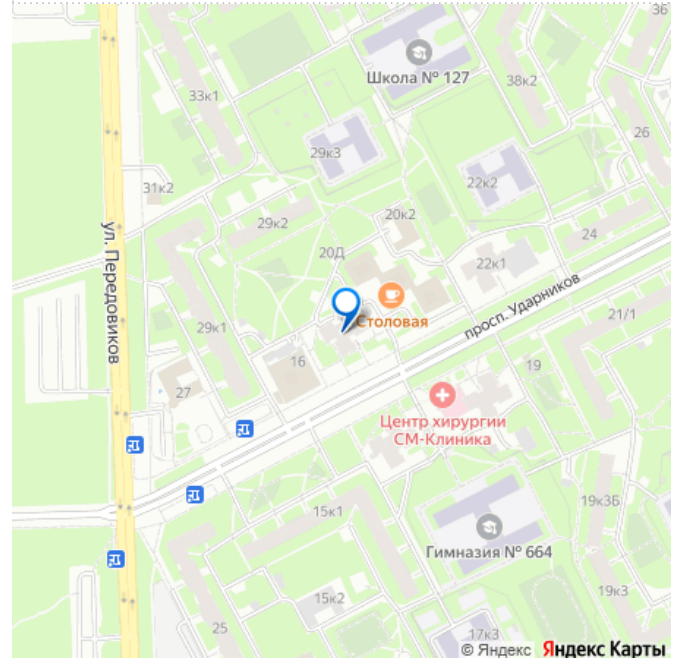 36
Школа № 127
33к1
38к2
26
29к3
22к2
31к2
20к2
29к2
24
20Д
22к1
ул. Передовиков
просп. Ударников
Столовая
21/1
29к1
16
19
27
Центр хирургии
СМ-Клиника
15к1
19к3Б
Гимназия № 664
19к3
15к2
25
17к3
© Яндекс Яндекс Карты